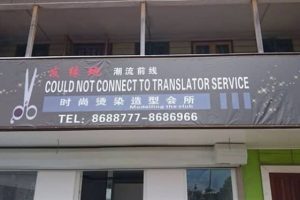 潮流前线
COULD NOT CONNECT TO TRANSLATOR SERVICE
时尚烫染造型会所
Modelling the club
TEL: 8688777-8686966